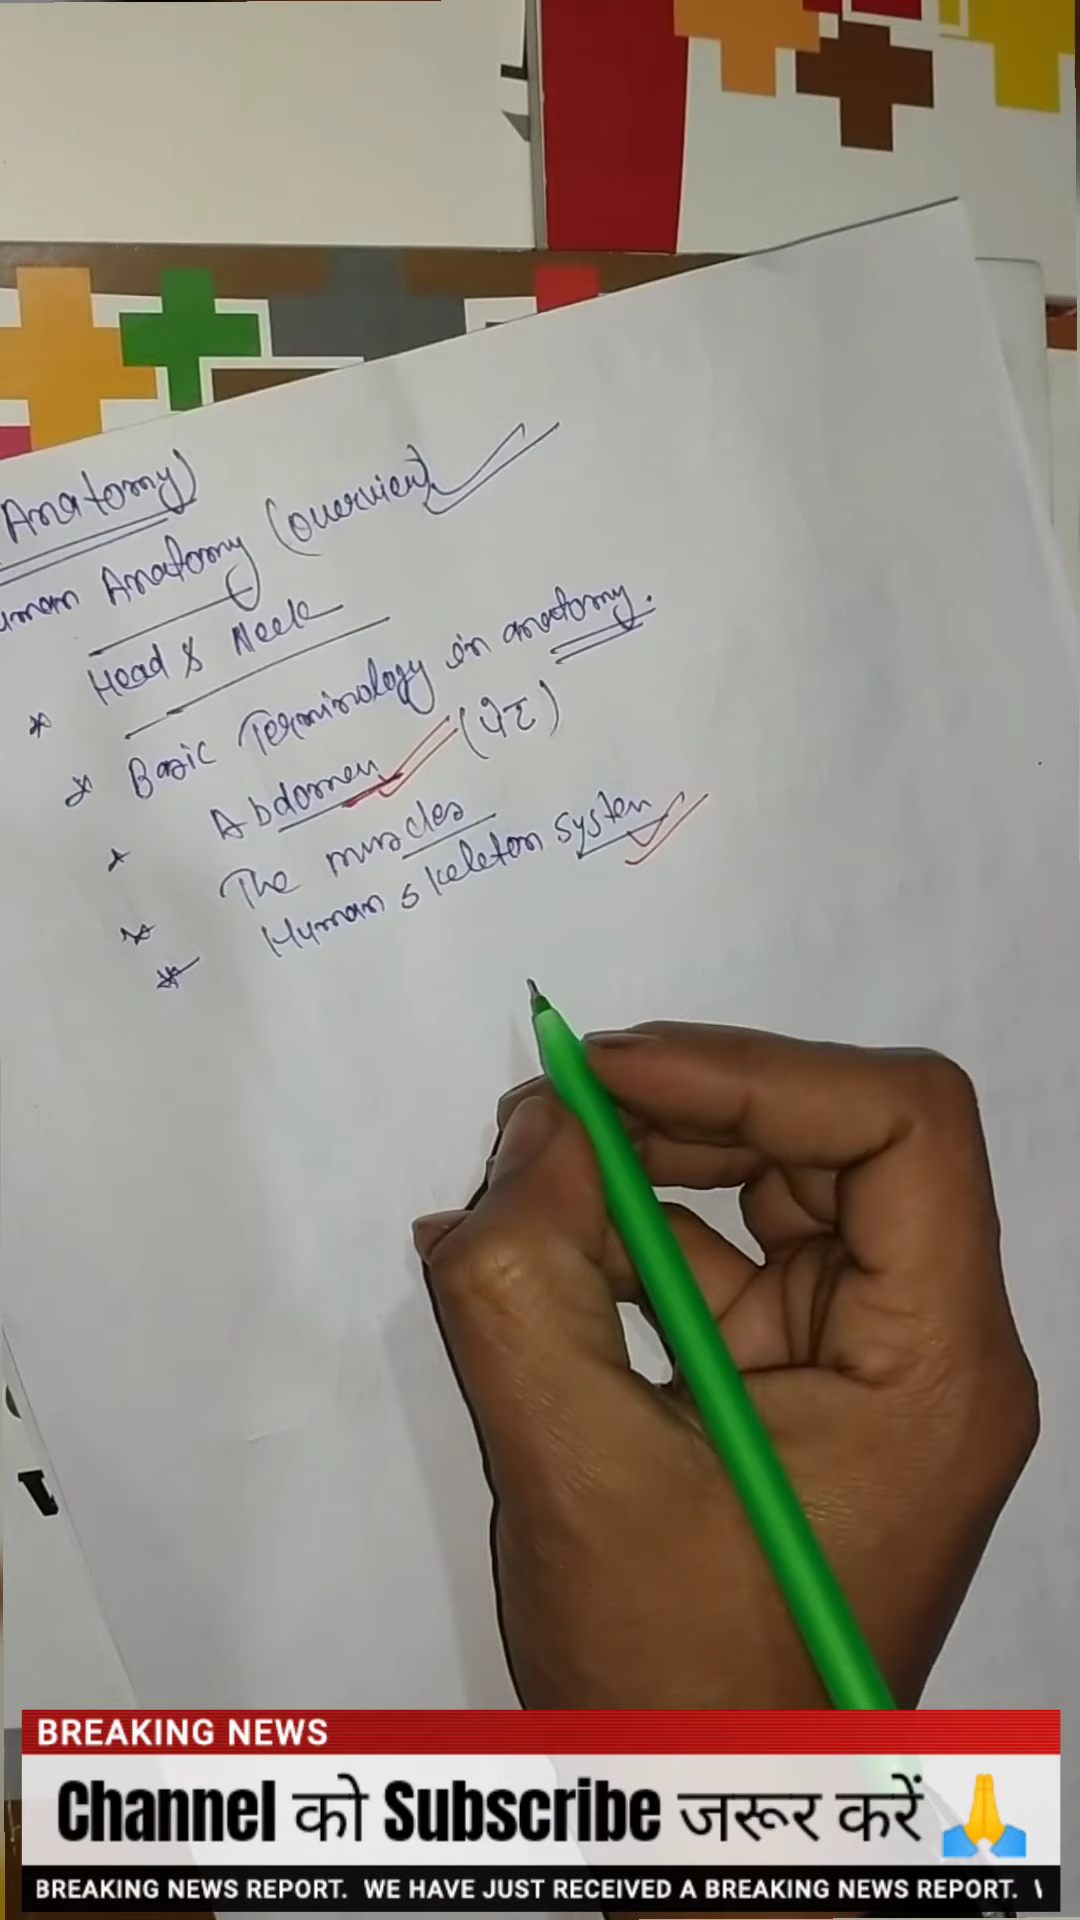 Anatomy)
uman Anatomy (overview)
* Head & Neck
* Basic Terminology in anatomy.
* Abdomen (पेट)
* The muscles
* Human skeleton system
BREAKING NEWS
Channel को Subscribe जरूर करें 🙏
BREAKING NEWS REPORT. WE HAVE JUST RECEIVED A BREAKING NEWS REPORT.